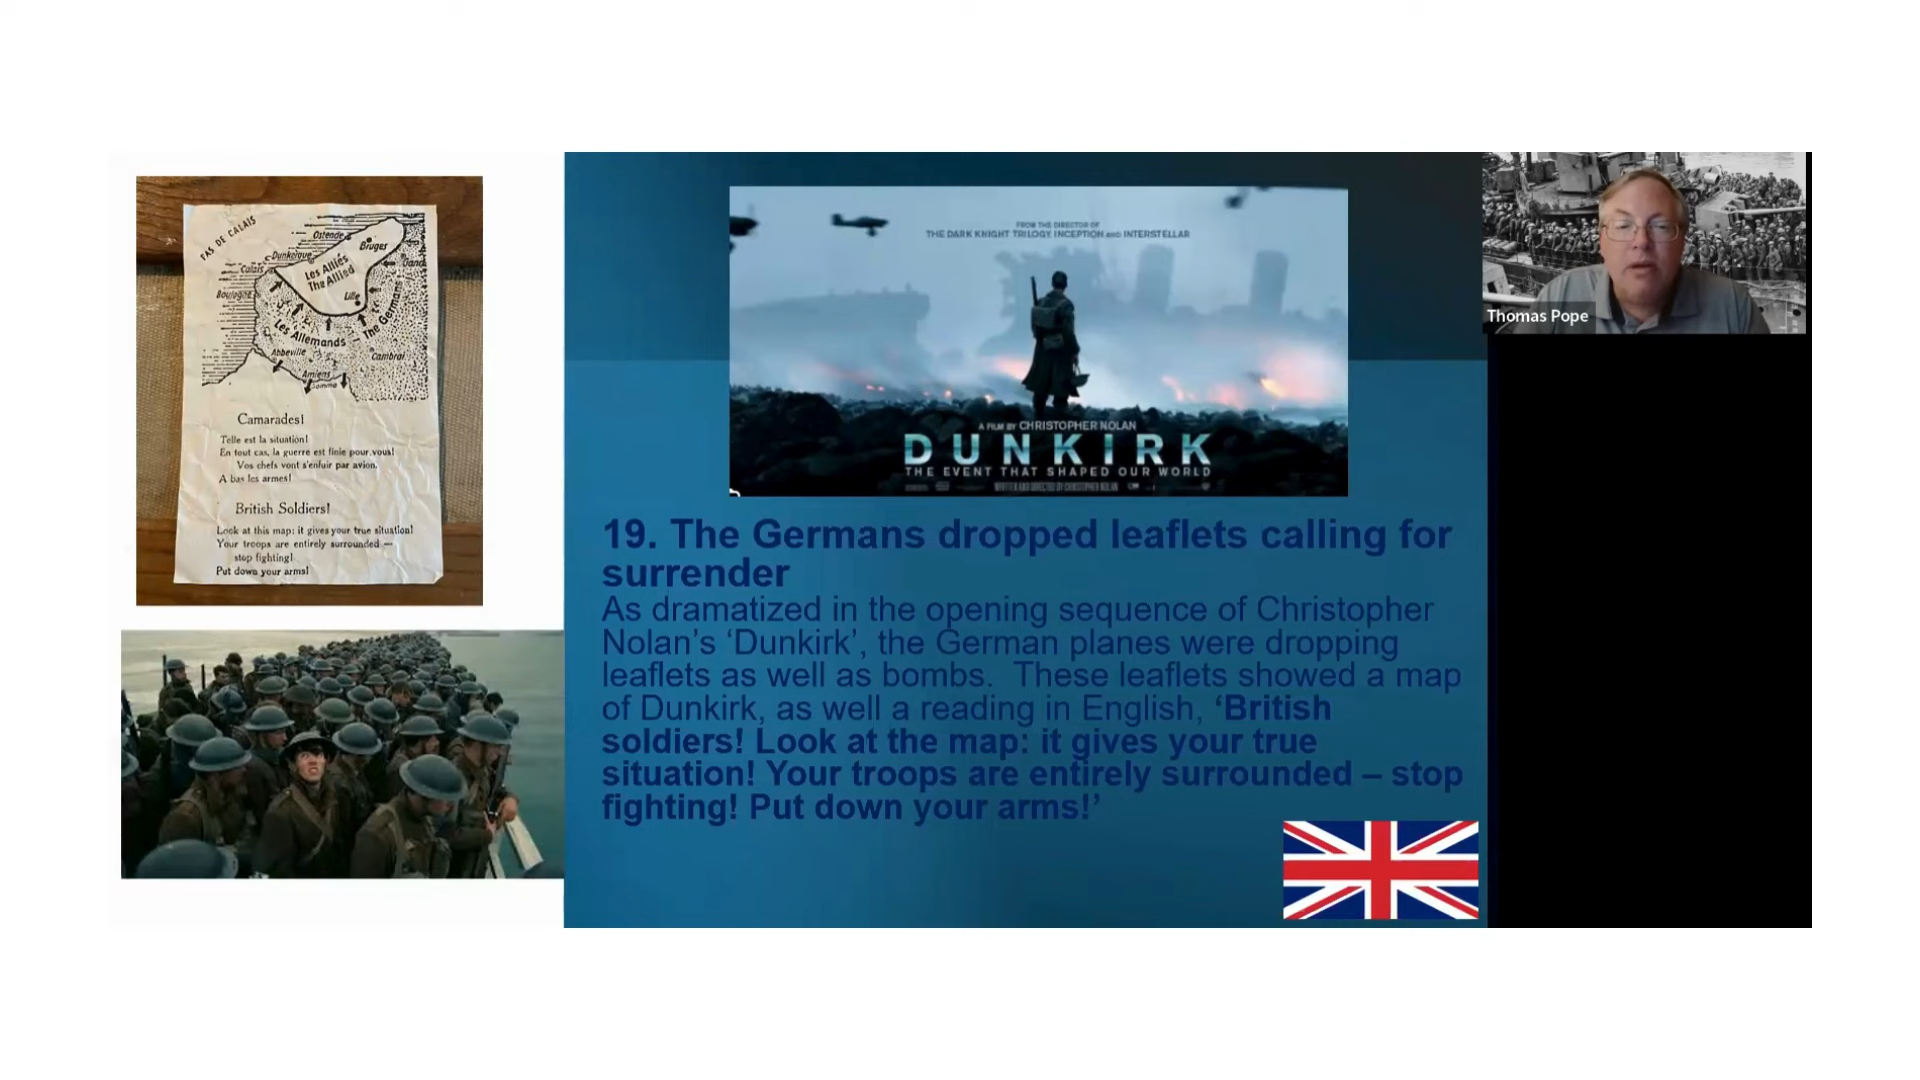 PAS DE CALAIS
Ostende
Bruges
Dunkerque
Gand
Calais
Les Alliés
The Allied
Lille
Boulogne
The Germans
Les Allemands
Abbeville
Cambrai
Amiens
Somme
Camarades!
Telle est la situation!
En tout cas, la guerre est finie pour vous!
Vos chefs vont s'enfuir par avion.
A bas les armes!
British Soldiers!
Look at this map: it gives your true situation!
Your troops are entirely surrounded —
stop fighting!
Put down your arms!
FROM THE DIRECTOR OF
THE DARK KNIGHT TRILOGY, INCEPTION AND INTERSTELLAR
A FILM BY CHRISTOPHER NOLAN
DUNKIRK
THE EVENT THAT SHAPED OUR WORLD
WRITTEN AND DIRECTED BY CHRISTOPHER NOLAN
19. The Germans dropped leaflets calling for
surrender
As dramatized in the opening sequence of Christopher
Nolan’s ‘Dunkirk’, the German planes were dropping
leaflets as well as bombs.  These leaflets showed a map
of Dunkirk, as well a reading in English, ‘British
soldiers! Look at the map: it gives your true
situation! Your troops are entirely surrounded – stop
fighting! Put down your arms!’
Thomas Pope